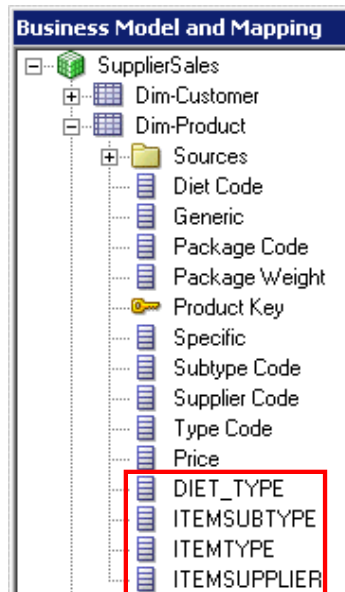 Business Model and Mapping
SupplierSales
Dim-Customer
Dim-Product
Sources
Diet Code
Generic
Package Code
Package Weight
Product Key
Specific
Subtype Code
Supplier Code
Type Code
Price
DIET_TYPE
ITEMSUBTYPE
ITEMTYPE
ITEMSUPPLIER